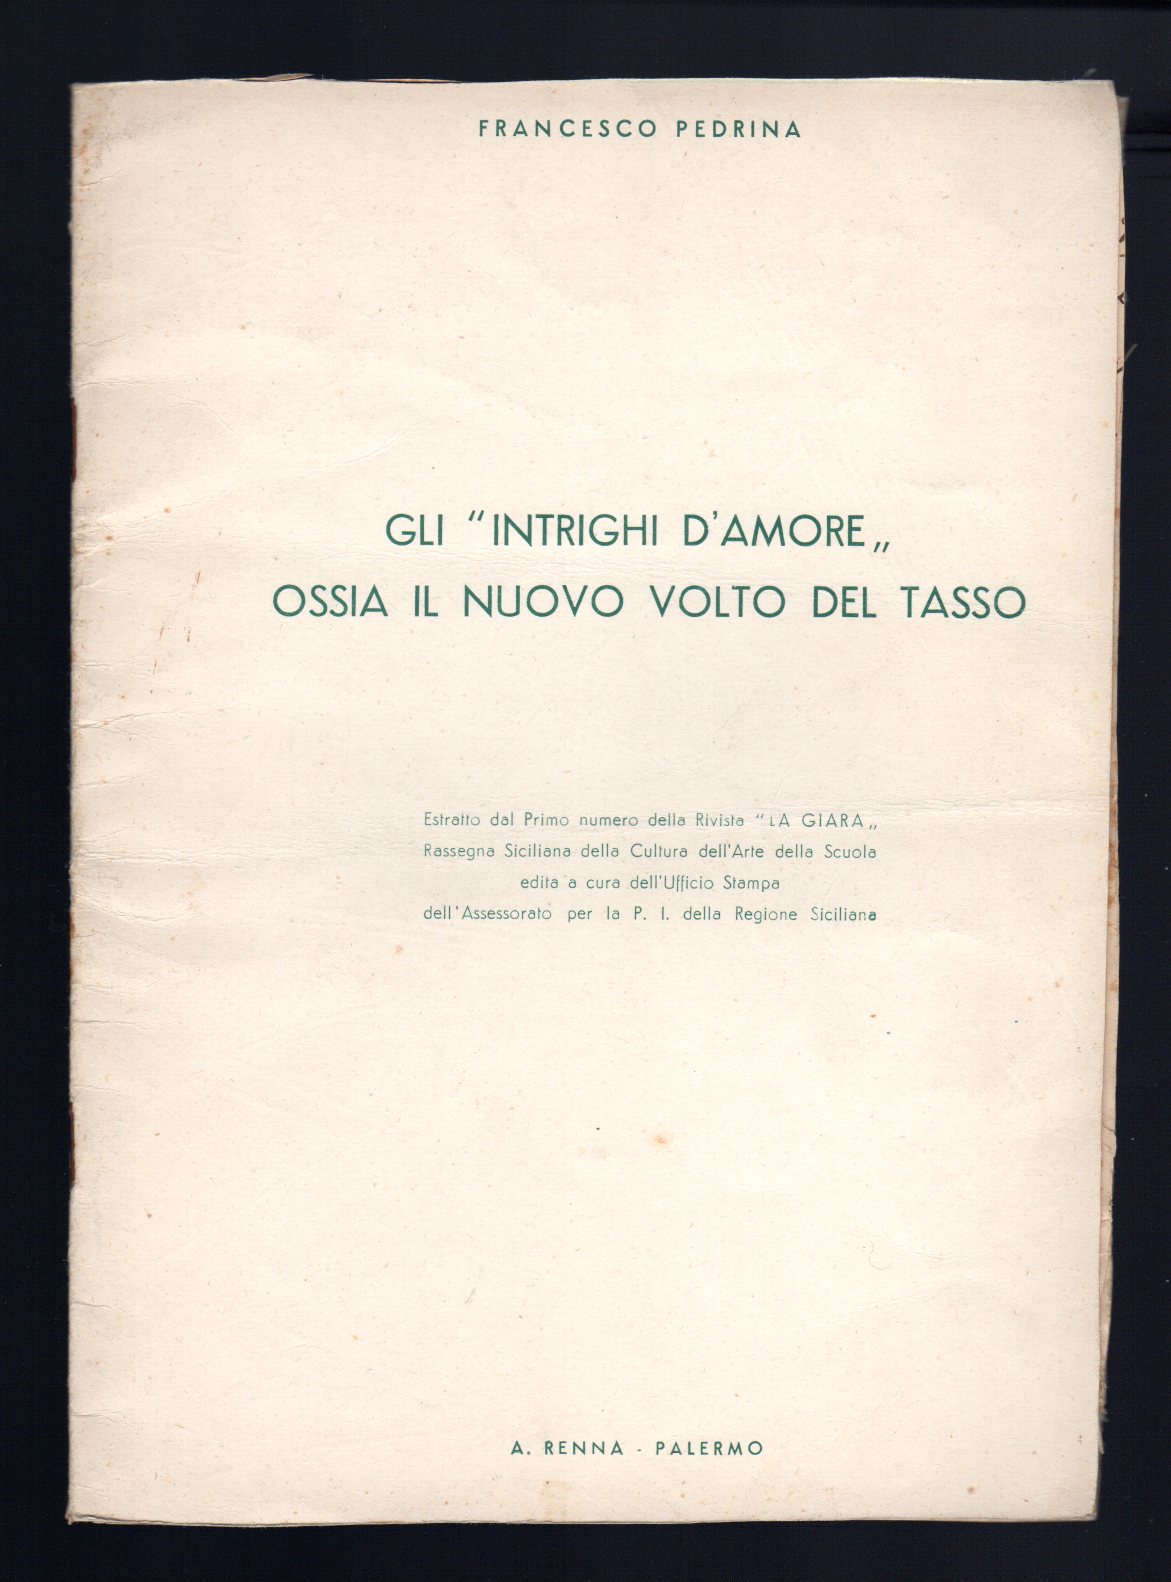 FRANCESCO PEDRINA
GLI “INTRIGHI D'AMORE„
OSSIA IL NUOVO VOLTO DEL TASSO
Estratto dal Primo numero della Rivista “LA GIARA„
Rassegna Siciliana della Cultura dell'Arte della Scuola
edita a cura dell'Ufficio Stampa
dell'Assessorato per la P. I. della Regione Siciliana
A. RENNA - PALERMO